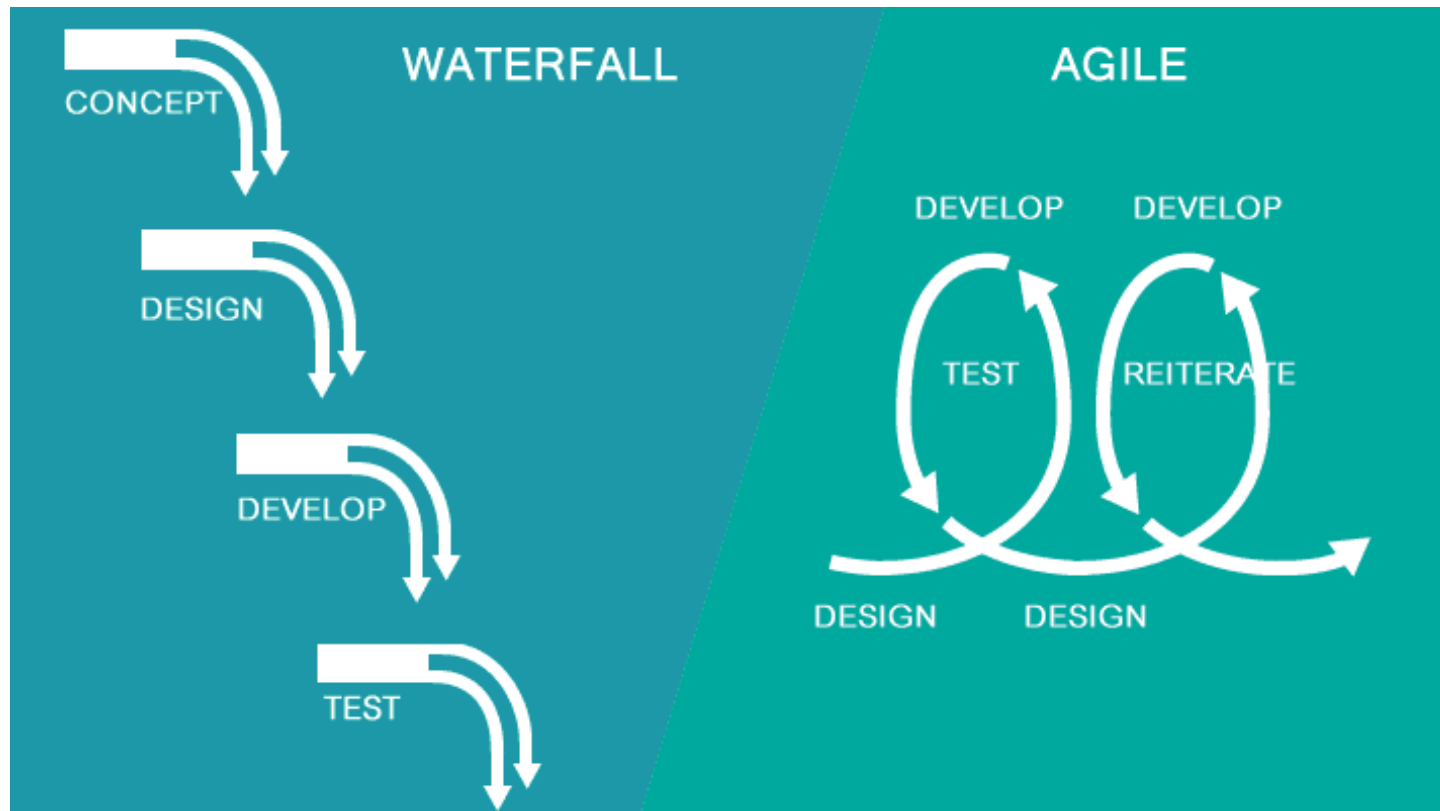 WATERFALL
CONCEPT
DESIGN
DEVELOP
TEST
AGILE
DEVELOP DEVELOP
TEST REITERATE
DESIGN DESIGN